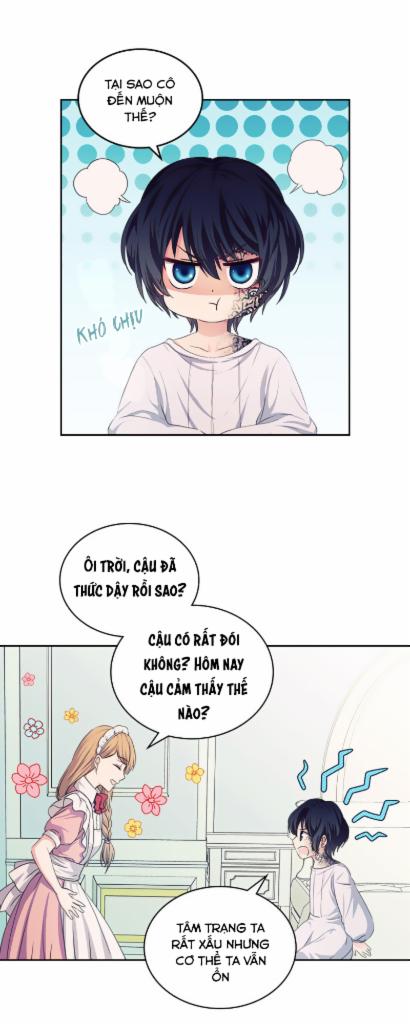 TẠI SAO CÔ
ĐẾN MUỘN
THẾ?
KHÓ CHỊU
ÔI TRỜI, CẬU ĐÃ
THỨC DẬY RỒI SAO?
CẬU CÓ RẤT ĐÓI
KHÔNG? HÔM NAY
CẬU CẢM THẤY THẾ
NÀO?
TÂM TRẠNG TA
RẤT XẤU NHƯNG
CƠ THỂ TA VẪN
ỔN